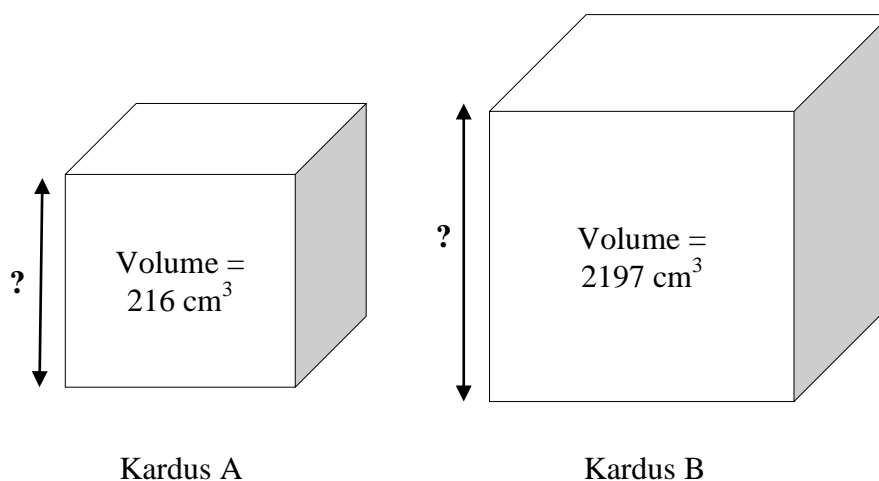 ?
Volume =
216 cm³
Kardus A
?
Volume =
2197 cm³
Kardus B